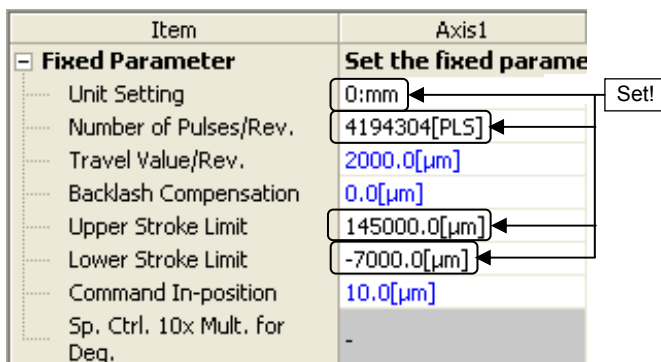 Item Axis1
Fixed Parameter Set the fixed parame
Unit Setting 0:mm Set!
Number of Pulses/Rev. 4194304[PLS]
Travel Value/Rev. 2000.0[µm]
Backlash Compensation 0.0[µm]
Upper Stroke Limit 145000.0[µm]
Lower Stroke Limit -7000.0[µm]
Command In-position 10.0[µm]
Sp. Ctrl. 10x Mult. for
Deg. -